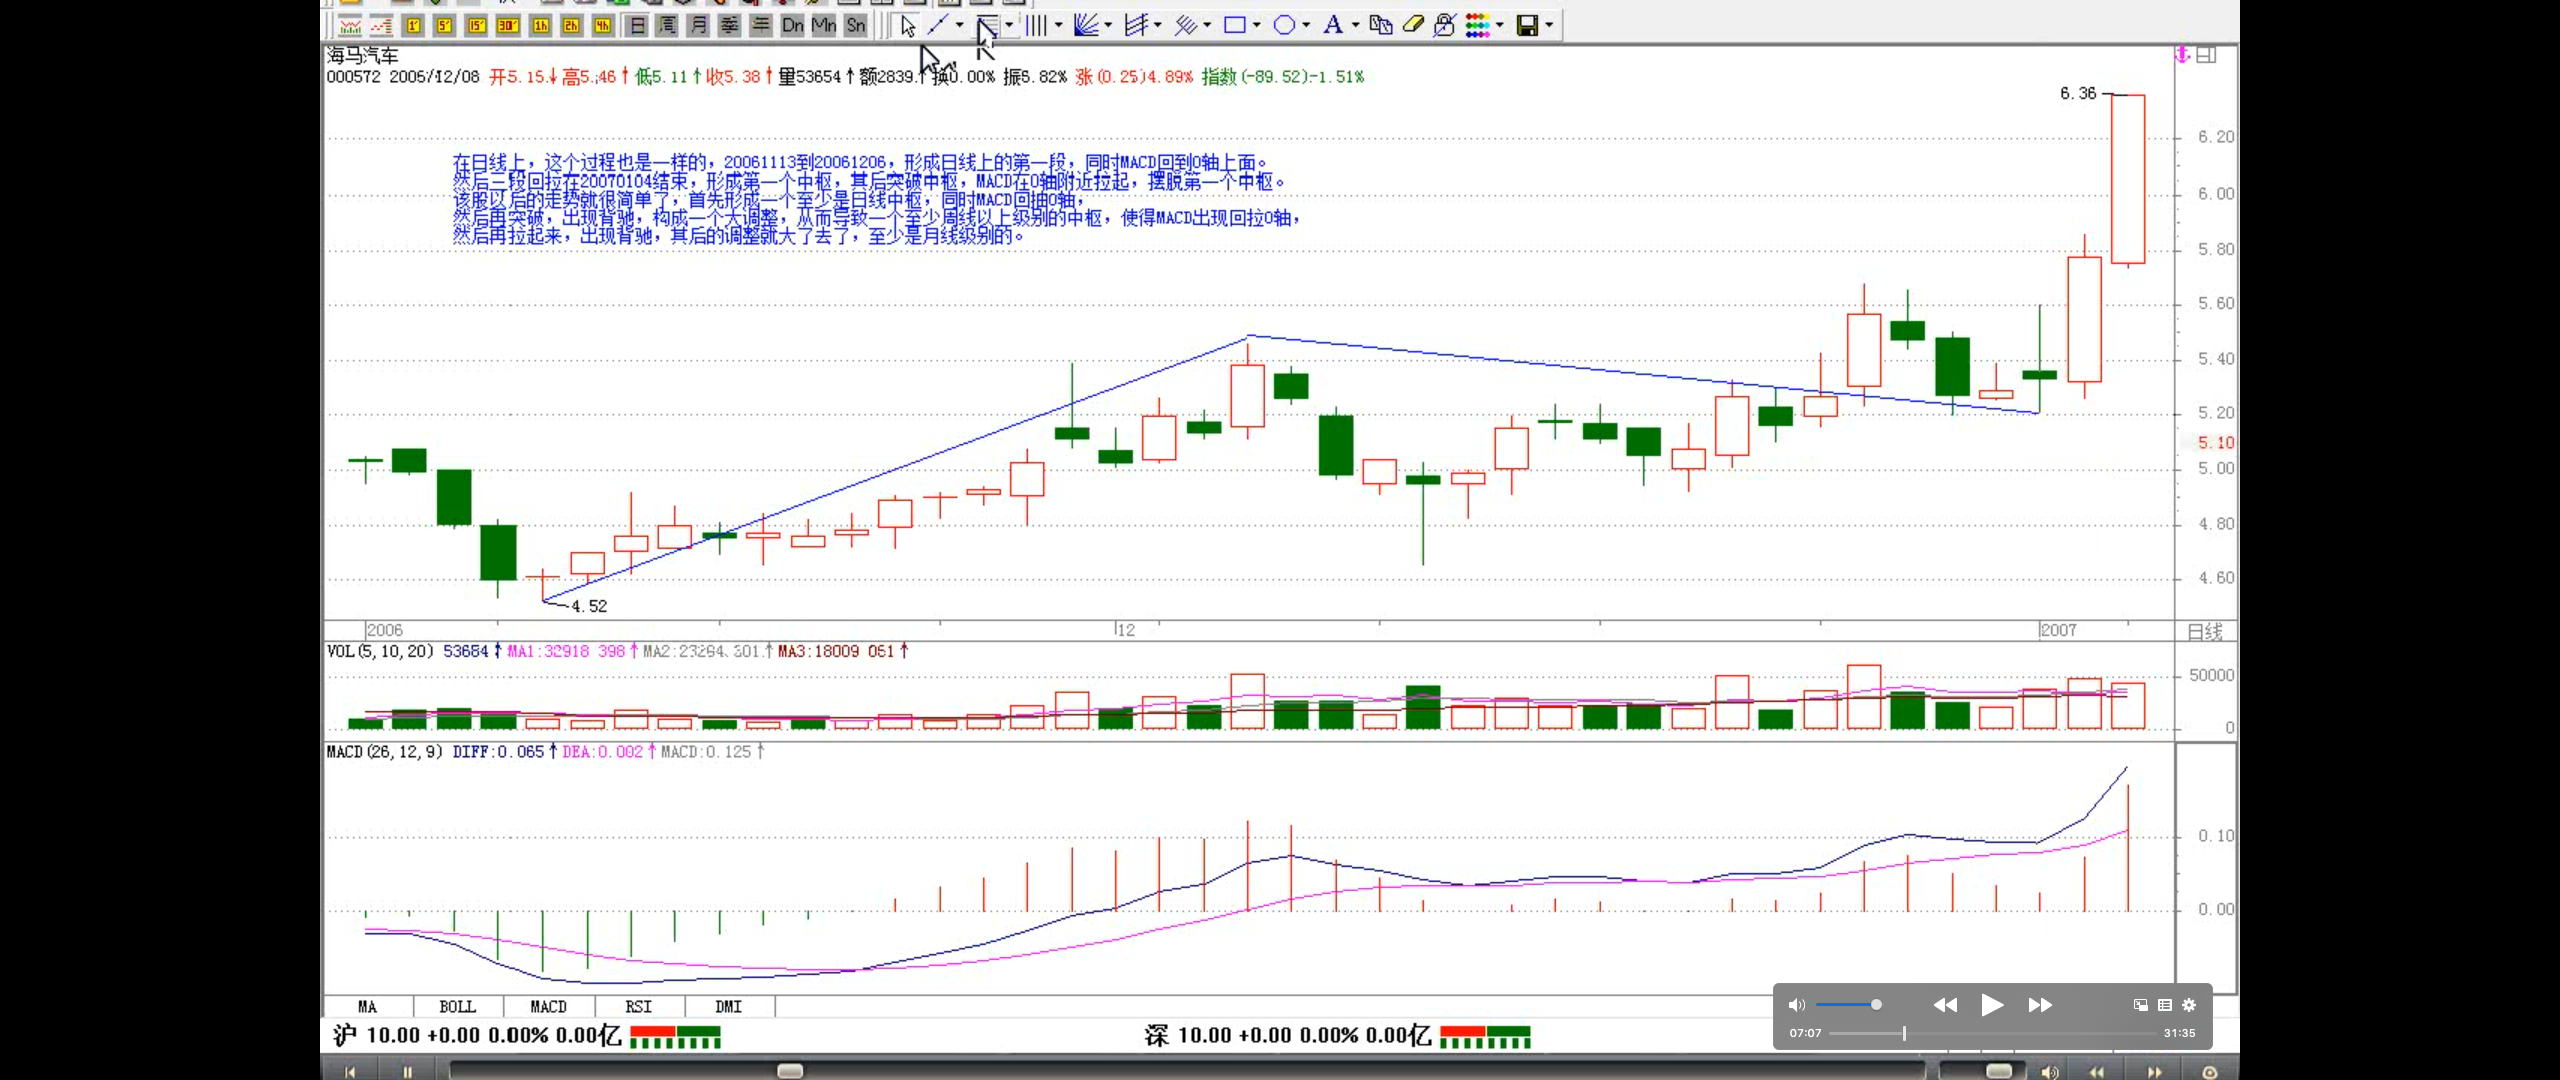 1' 5' 15' 30' 1h 2h 4h 日 周 月 季 年 Dn Mn Sn A
海马汽车
000572 2006/12/08 开5.15↓高5.46↑低5.11↑收5.38↑量53654↑额2839.↑换0.00% 振5.82% 涨(0.25)4.89% 指数(-89.52)-1.51%
6.36
6.20
在日线上，这个过程也是一样的，20061113到20061206，形成日线上的第一段，同时MACD回到0轴上面。
然后三段回拉在20070104结束，形成第一个中枢，其后突破中枢，MACD在0轴附近拉起，摆脱第一个中枢。
该股以后的走势就很简单了，首先形成一个至少是日线中枢，同时MACD回抽0轴，
然后再突破，出现背驰，构成一个大调整，从而导致一个至少周线以上级别的中枢，使得MACD出现回拉0轴，
然后再拉起来，出现背驰，其后的调整就大了去了，至少是月线级别的。
6.00
5.80
5.60
5.40
5.20
5.10
5.00
4.80
4.60
4.52
2006 12 2007 日线
VOL(5,10,20) 53684↑ MA1:32918 398↑ MA2:23264.301↑ MA3:18009 061↑
50000
0
MACD(26,12,9) DIFF:0.065↑ DEA:0.002↑ MACD:0.125↑
0.10
0.00
MA BOLL MACD RSI DMI
沪 10.00 +0.00 0.00% 0.00亿 深 10.00 +0.00 0.00% 0.00亿
07:07 31:35